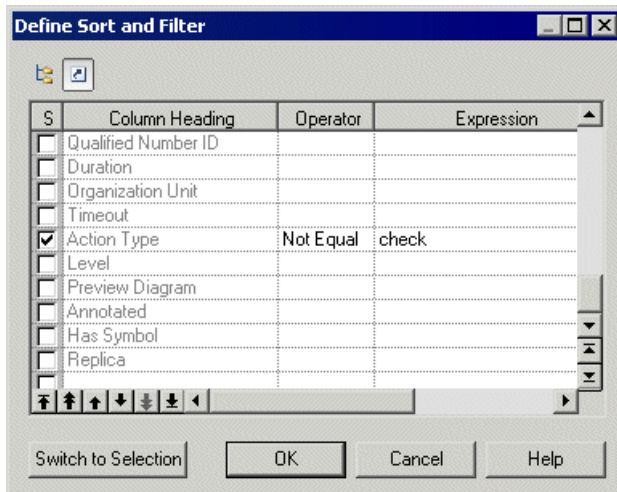 Define Sort and Filter
S Column Heading Operator Expression
Qualified Number ID
Duration
Organization Unit
Timeout
Action Type Not Equal check
Level
Preview Diagram
Annotated
Has Symbol
Replica
Switch to Selection OK Cancel Help